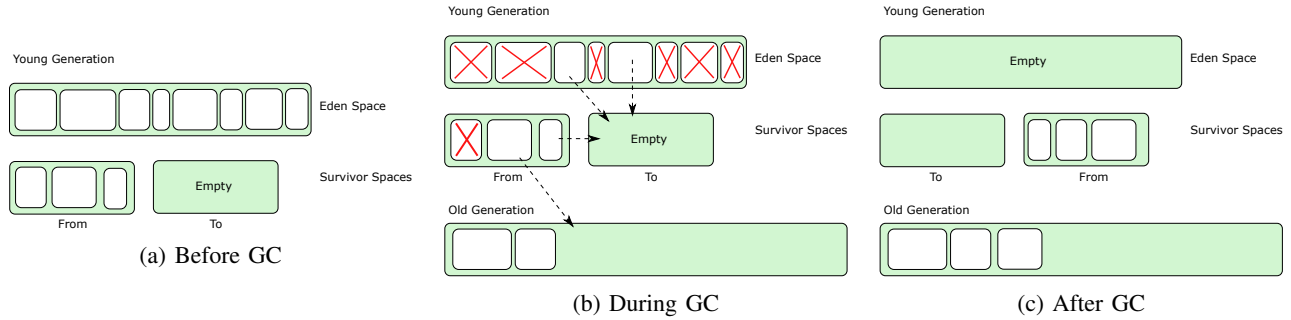 Young Generation
Eden Space
Empty
Survivor Spaces
From
To
(a) Before GC
Young Generation
Eden Space
Empty
Survivor Spaces
From
To
Old Generation
(b) During GC
Young Generation
Empty
Eden Space
Survivor Spaces
To
From
Old Generation
(c) After GC